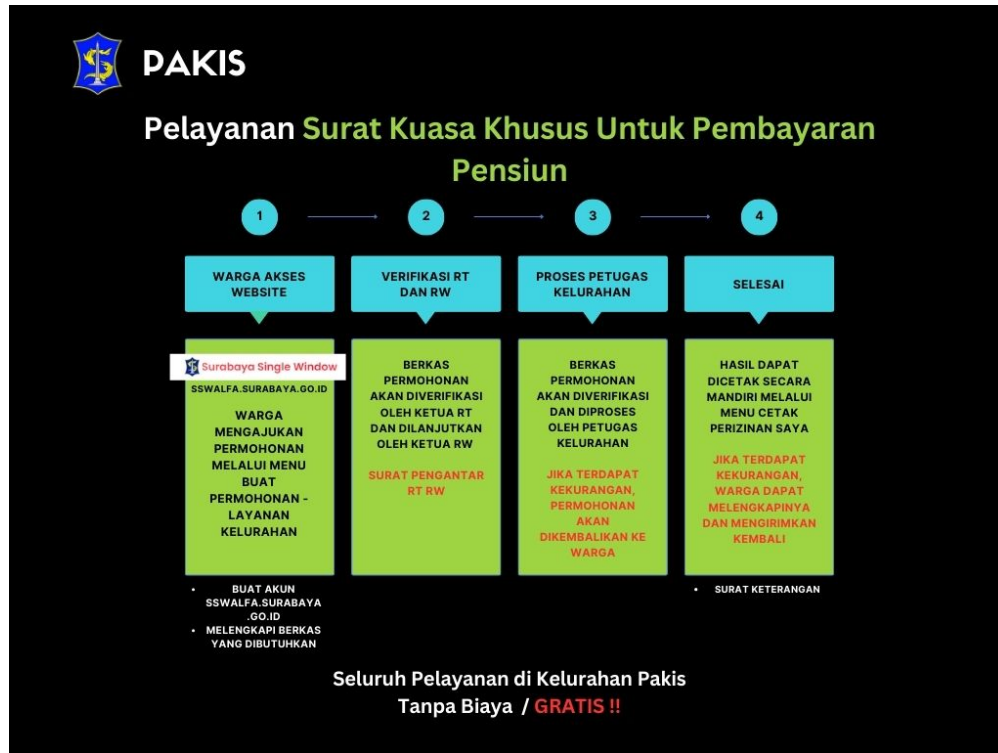 PAKIS
Pelayanan Surat Kuasa Khusus Untuk Pembayaran
Pensiun
1
2
3
4
WARGA AKSES
WEBSITE
Surabaya Single Window
SSWALFA.SURABAYA.GO.ID
WARGA
MENGAJUKAN
PERMOHONAN
MELALUI MENU
BUAT
PERMOHONAN -
LAYANAN
KELURAHAN
• BUAT AKUN
SSWALFA.SURABAYA
.GO.ID
• MELENGKAPI BERKAS
YANG DIBUTUHKAN
VERIFIKASI RT
DAN RW
BERKAS
PERMOHONAN
AKAN DIVERIFIKASI
OLEH KETUA RT
DAN DILANJUTKAN
OLEH KETUA RW
SURAT PENGANTAR
RT RW
PROSES PETUGAS
KELURAHAN
BERKAS
PERMOHONAN
AKAN DIVERIFIKASI
DAN DIPROSES
OLEH PETUGAS
KELURAHAN
JIKA TERDAPAT
KEKURANGAN,
PERMOHONAN
AKAN
DIKEMBALIKAN KE
WARGA
SELESAI
HASIL DAPAT
DICETAK SECARA
MANDIRI MELALUI
MENU CETAK
PERIZINAN SAYA
JIKA TERDAPAT
KEKURANGAN,
WARGA DAPAT
MELENGKAPINYA
DAN MENGIRIMKAN
KEMBALI
• SURAT KETERANGAN
Seluruh Pelayanan di Kelurahan Pakis
Tanpa Biaya / GRATIS !!